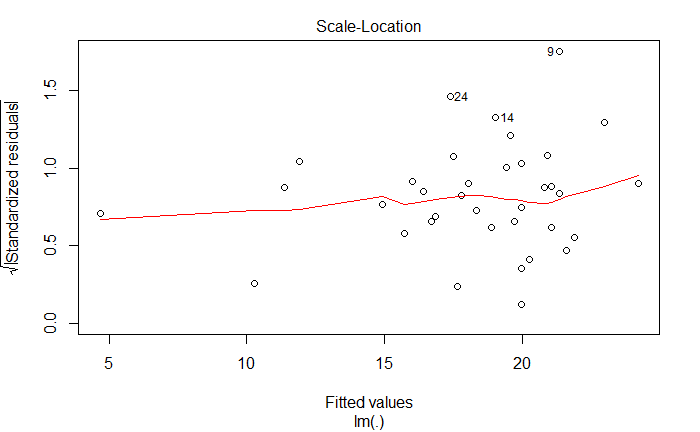 Scale-Location
√|Standardized residuals|
1.5
1.0
0.5
0.0
9
24
14
5 10 15 20
Fitted values
lm(.)